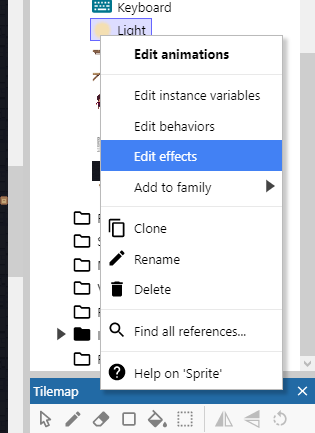 Keyboard
Light
Edit animations
Edit instance variables
Edit behaviors
Edit effects
Add to family
Clone
Rename
Delete
Find all references...
Help on 'Sprite'
Tilemap